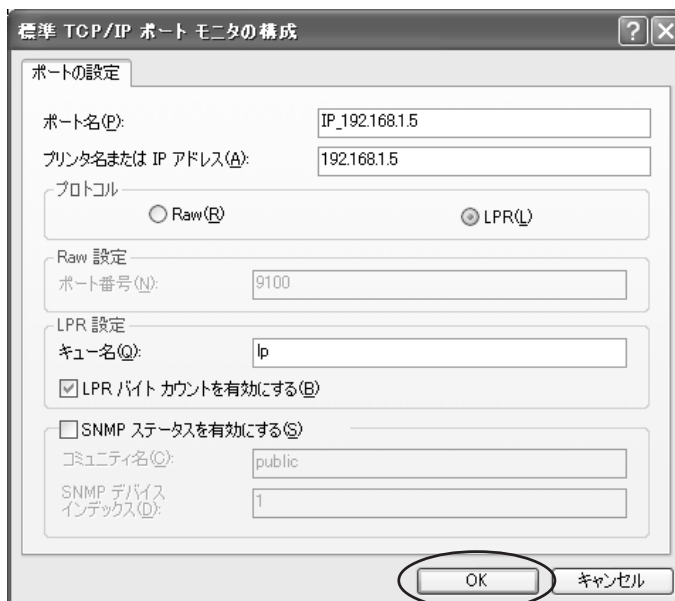 標準 TCP/IP ポート モニタの構成
ポートの設定
ポート名(P): IP_192.168.1.5
プリンタ名または IP アドレス(A): 192.168.1.5
プロトコル
Raw(R) LPR(L)
Raw 設定
ポート番号(N): 9100
LPR 設定
キュー名(Q): lp
LPR バイト カウントを有効にする(B)
SNMP ステータスを有効にする(S)
コミュニティ名(C): public
SNMP デバイス
インデックス(D): 1
OK キャンセル